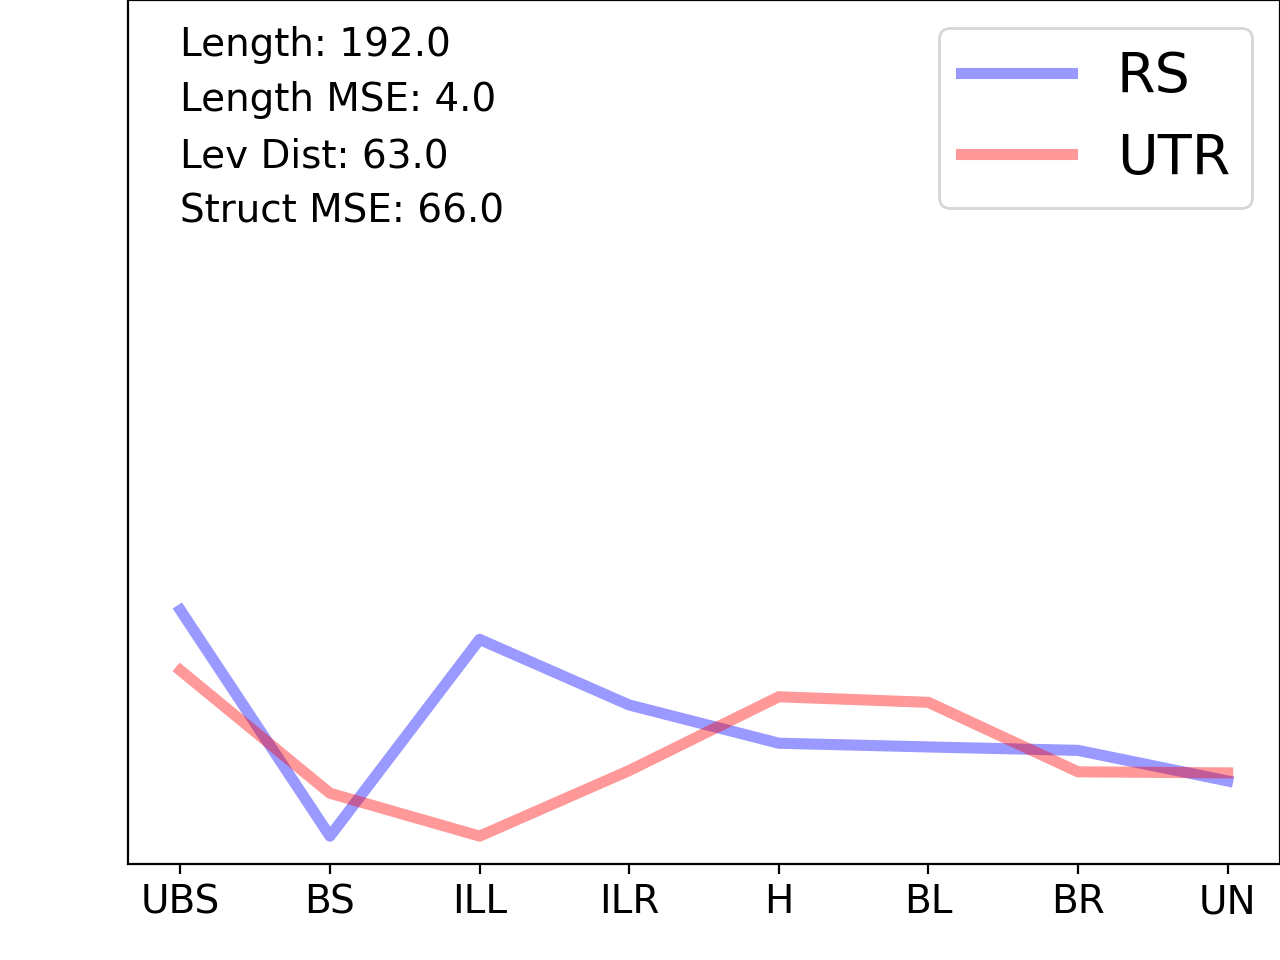 Length: 192.0
Length MSE: 4.0
Lev Dist: 63.0
Struct MSE: 66.0
RS
UTR
UBS BS ILL ILR H BL BR UN